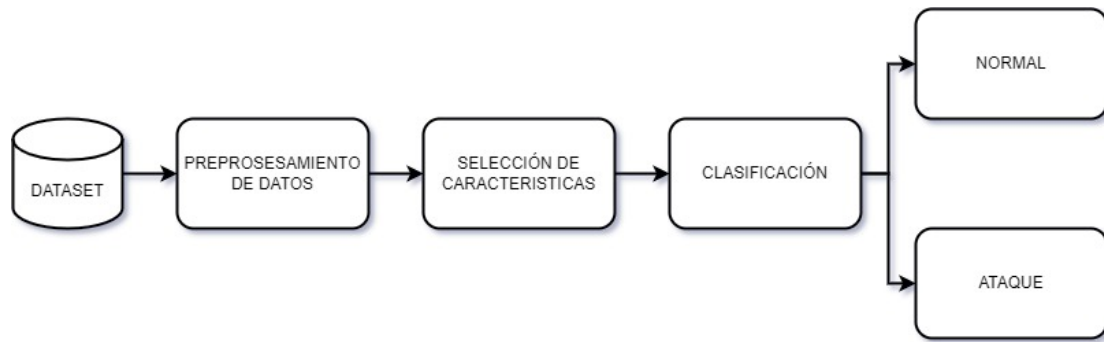 DATASET
PREPROSESAMIENTO
DE DATOS
SELECCIÓN DE
CARACTERISTICAS
CLASIFICACIÓN
NORMAL
ATAQUE